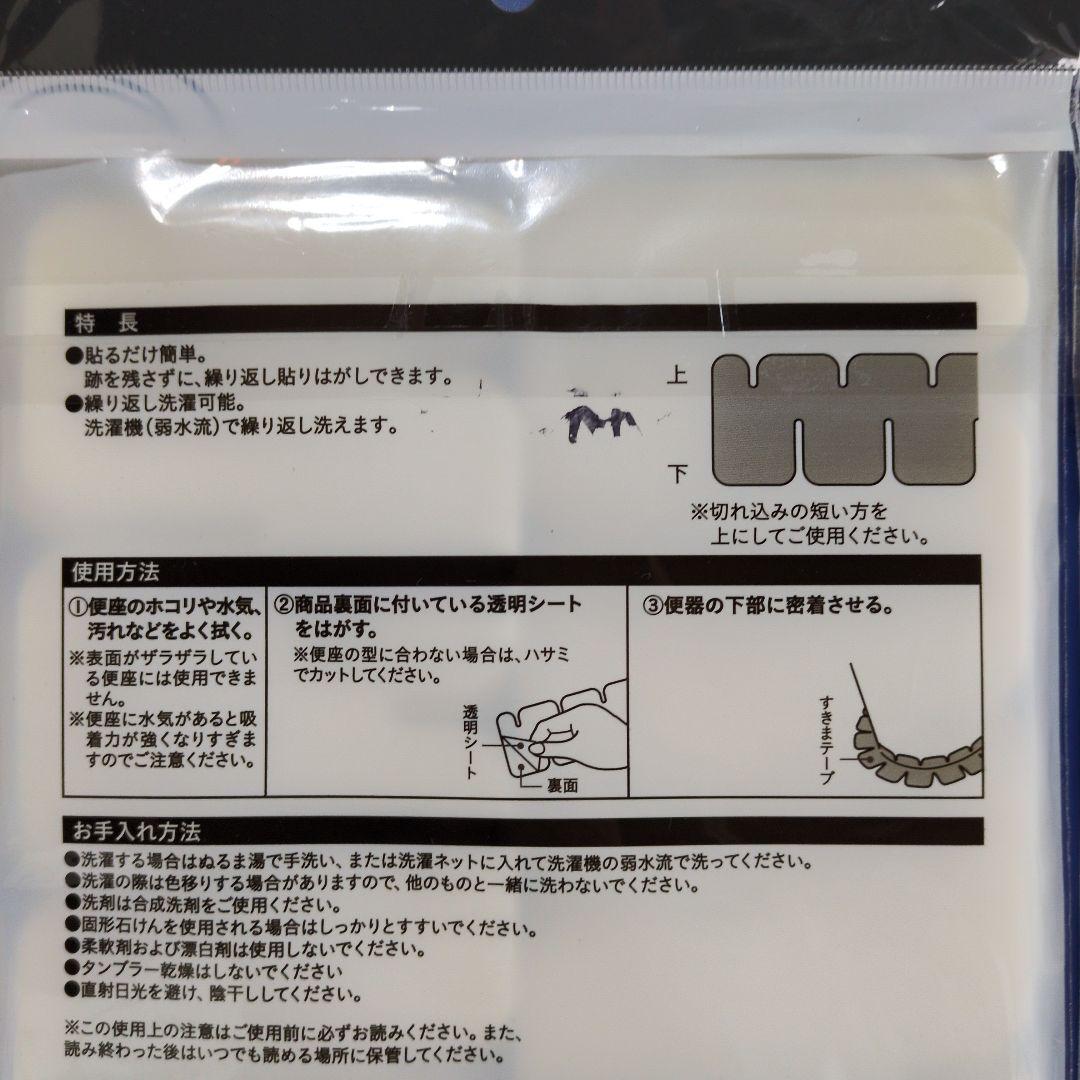 特 長
●貼るだけ簡単。
跡を残さずに、繰り返し貼りはがしできます。
●繰り返し洗濯可能。
洗濯機(弱水流)で繰り返し洗えます。
上
下
※切れ込みの短い方を
上にしてご使用ください。
使用方法
①便座のホコリや水気、
汚れなどをよく拭く。
※表面がザラザラしてい
る便座には使用できま
せん。
※便座に水気があると吸
着力が強くなりすぎま
すのでご注意ください。
②商品裏面に付いている透明シート
をはがす。
※便座の型に合わない場合は、ハサミ
でカットしてください。
透明シート
裏面
③便器の下部に密着させる。
すきまテープ
お手入れ方法
●洗濯する場合はぬるま湯で手洗い、または洗濯ネットに入れて洗濯機の弱水流で洗ってください。
●洗濯の際は色移りする場合がありますので、他のものと一緒に洗わないでください。
●洗剤は合成洗剤をご使用ください。
●固形石けんを使用される場合はしっかりとすすいでください。
●柔軟剤および漂白剤は使用しないでください。
●タンブラー乾燥はしないでください
●直射日光を避け、陰干ししてください。
※この使用上の注意はご使用前に必ずお読みください。また、
読み終わった後はいつでも読める場所に保管してください。